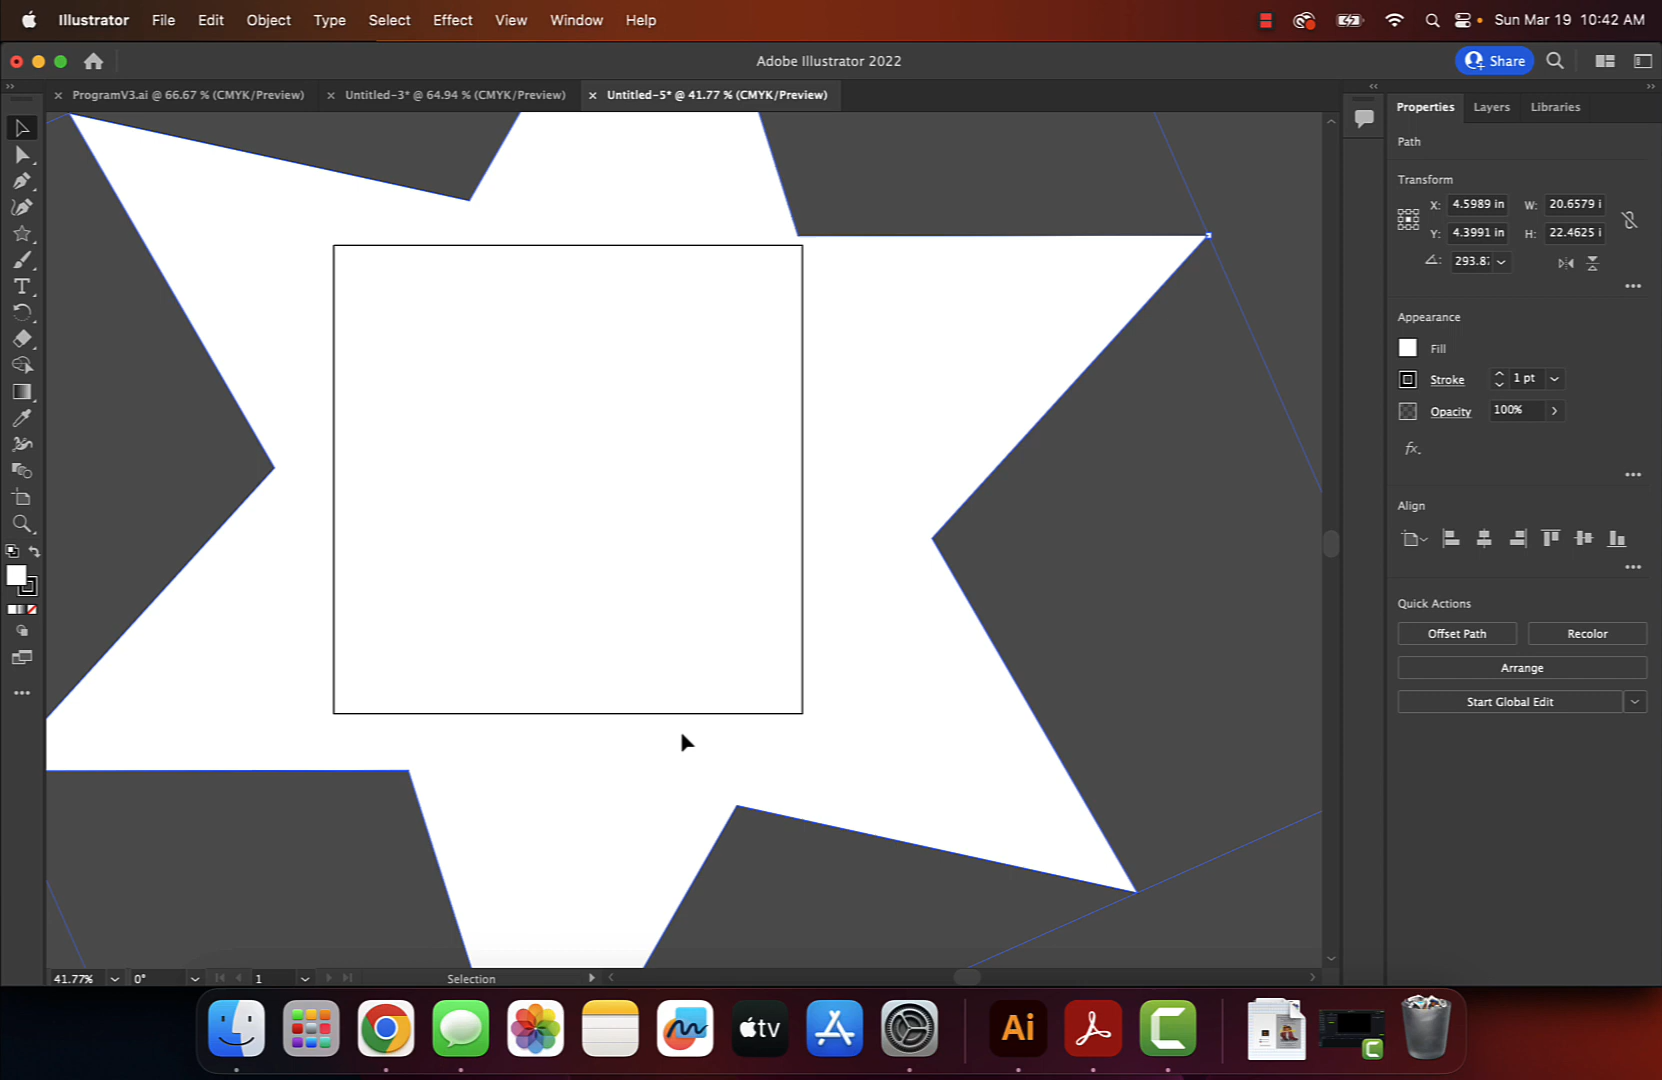 Illustrator File Edit Object Type Select Effect View Window Help Sun Mar 19 10:42 AM
Adobe Illustrator 2022
Share
ProgramV3.ai @ 66.67 % (CMYK/Preview) Untitled-3* @ 64.94 % (CMYK/Preview) Untitled-5* @ 41.77 % (CMYK/Preview)
Properties Layers Libraries
Path
Transform
X: 4.5989 in W: 20.6579 i
Y: 4.3991 in H: 22.4625 i
293.8
Appearance
Fill
Stroke 1 pt
Opacity 100%
fx.
Align
Quick Actions
Offset Path Recolor
Arrange
Start Global Edit
41.77% 0° 1 Selection
tv
Ai